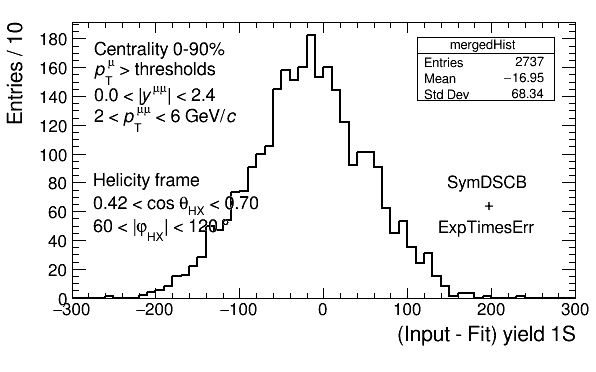 Entries / 10
180
160
140
120
100
80
60
40
20
0
Centrality 0-90%
p_T^μ > thresholds
0.0 < |y^μμ| < 2.4
2 < p_T^μμ < 6 GeV/c
Helicity frame
0.42 < cos θ_HX < 0.70
60 < |φ_HX| < 120°
mergedHist
Entries 2737
Mean −16.95
Std Dev 68.34
SymDSCB
+
ExpTimesErr
−300 −200 −100 0 100 200 300
(Input - Fit) yield 1S